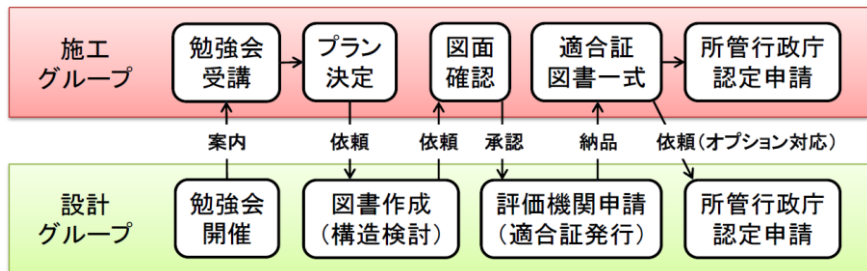 施工
グループ
勉強会
受講
プラン
決定
図面
確認
適合証
図書一式
所管行政庁
認定申請
案内
依頼
依頼
承認
納品
依頼(オプション対応)
設計
グループ
勉強会
開催
図書作成
(構造検討)
評価機関申請
(適合証発行)
所管行政庁
認定申請